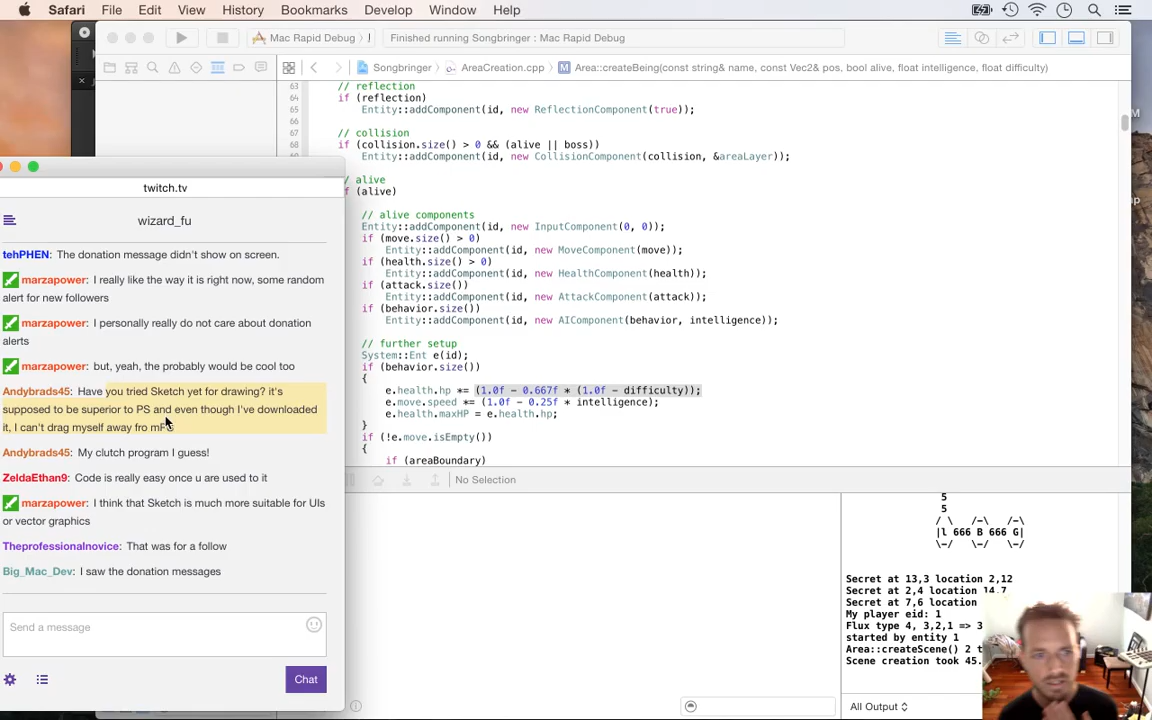 Safari File Edit View History Bookmarks Develop Window Help
Mac Rapid Debug
Finished running Songbringer : Mac Rapid Debug
Songbringer AreaCreation.cpp M Area::createBeing(const string& name, const Vec2& pos, bool alive, float intelligence, float difficulty)
63 // reflection
64 if (reflection)
65 Entity::addComponent(id, new ReflectionComponent(true));
66
67 // collision
68 if (collision.size() > 0 && (alive || boss))
Entity::addComponent(id, new CollisionComponent(collision, &areaLayer));
/ alive
f (alive)
// alive components
Entity::addComponent(id, new InputComponent(0, 0));
if (move.size() > 0)
Entity::addComponent(id, new MoveComponent(move));
if (health.size() > 0)
Entity::addComponent(id, new HealthComponent(health));
if (attack.size())
Entity::addComponent(id, new AttackComponent(attack));
if (behavior.size())
Entity::addComponent(id, new AIComponent(behavior, intelligence));
// further setup
System::Ent e(id);
if (behavior.size())
{
e.health.hp *= (1.0f - 0.667f * (1.0f - difficulty));
e.move.speed *= (1.0f - 0.25f * intelligence);
e.health.maxHP = e.health.hp;
}
if (!e.move.isEmpty())
{
if (areaBoundary)
twitch.tv
wizard_fu
tehPHEN: The donation message didn't show on screen.
marzapower: I really like the way it is right now, some random
alert for new followers
marzapower: I personally really do not care about donation
alerts
marzapower: but, yeah, the probably would be cool too
Andybrads45: Have you tried Sketch yet for drawing? it's
supposed to be superior to PS and even though I've downloaded
it, I can't drag myself away fro mPS
Andybrads45: My clutch program I guess!
ZeldaEthan9: Code is really easy once u are used to it
marzapower: I think that Sketch is much more suitable for UIs
or vector graphics
Theprofessionalnovice: That was for a follow
Big_Mac_Dev: I saw the donation messages
Send a message
Chat
No Selection
5
5
/ \ /-\ /-\
|l 666 B 666 G|
\-/ \-/ \-/
Secret at 13,3 location 2,12
Secret at 2,4 location 14,7
Secret at 7,6 location
My player eid: 1
Flux type 4, 3,2,1 => 3
started by entity 1
Area::createScene() 2 t
Scene creation took 45.
All Output